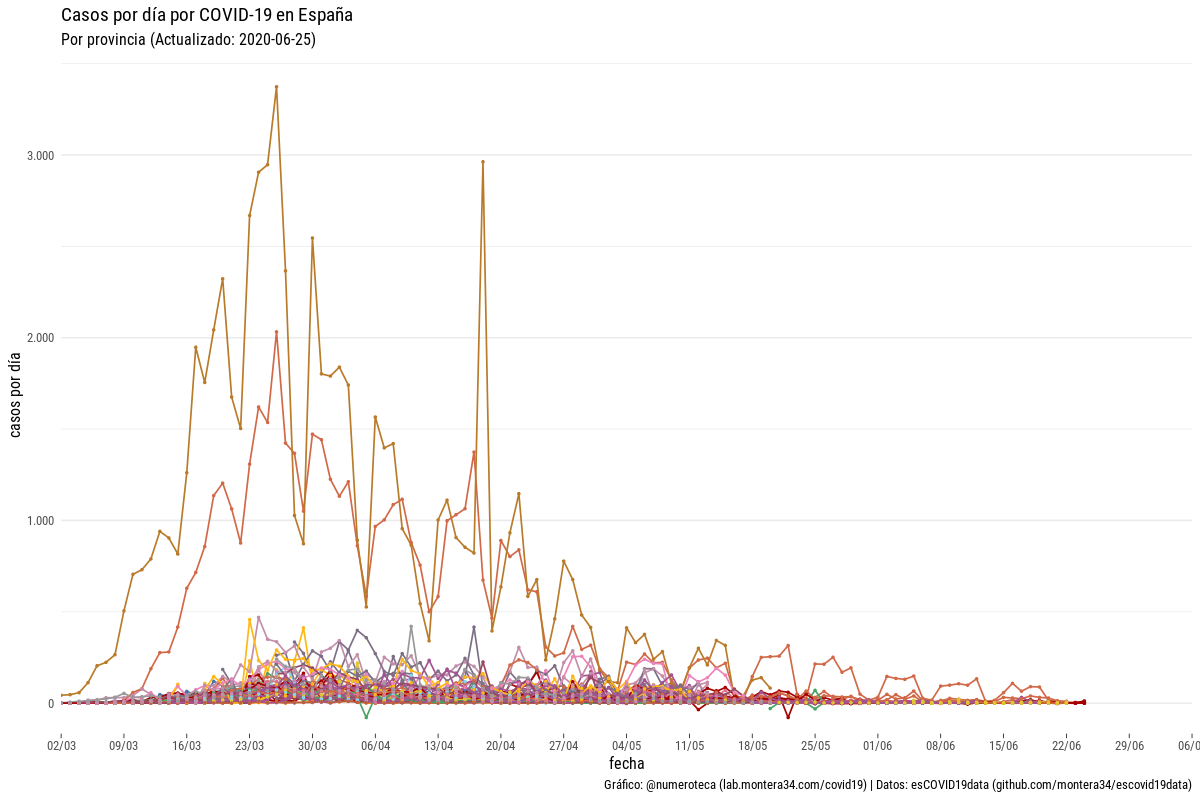 Casos por día por COVID-19 en España
Por provincia (Actualizado: 2020-06-25)
casos por día
3.000
2.000
1.000
0
02/03 09/03 16/03 23/03 30/03 06/04 13/04 20/04 27/04 04/05 11/05 18/05 25/05 01/06 08/06 15/06 22/06 29/06 06/0
fecha
Gráfico: @numeroteca (lab.montera34.com/covid19) | Datos: esCOVID19data (github.com/montera34/escovid19data)